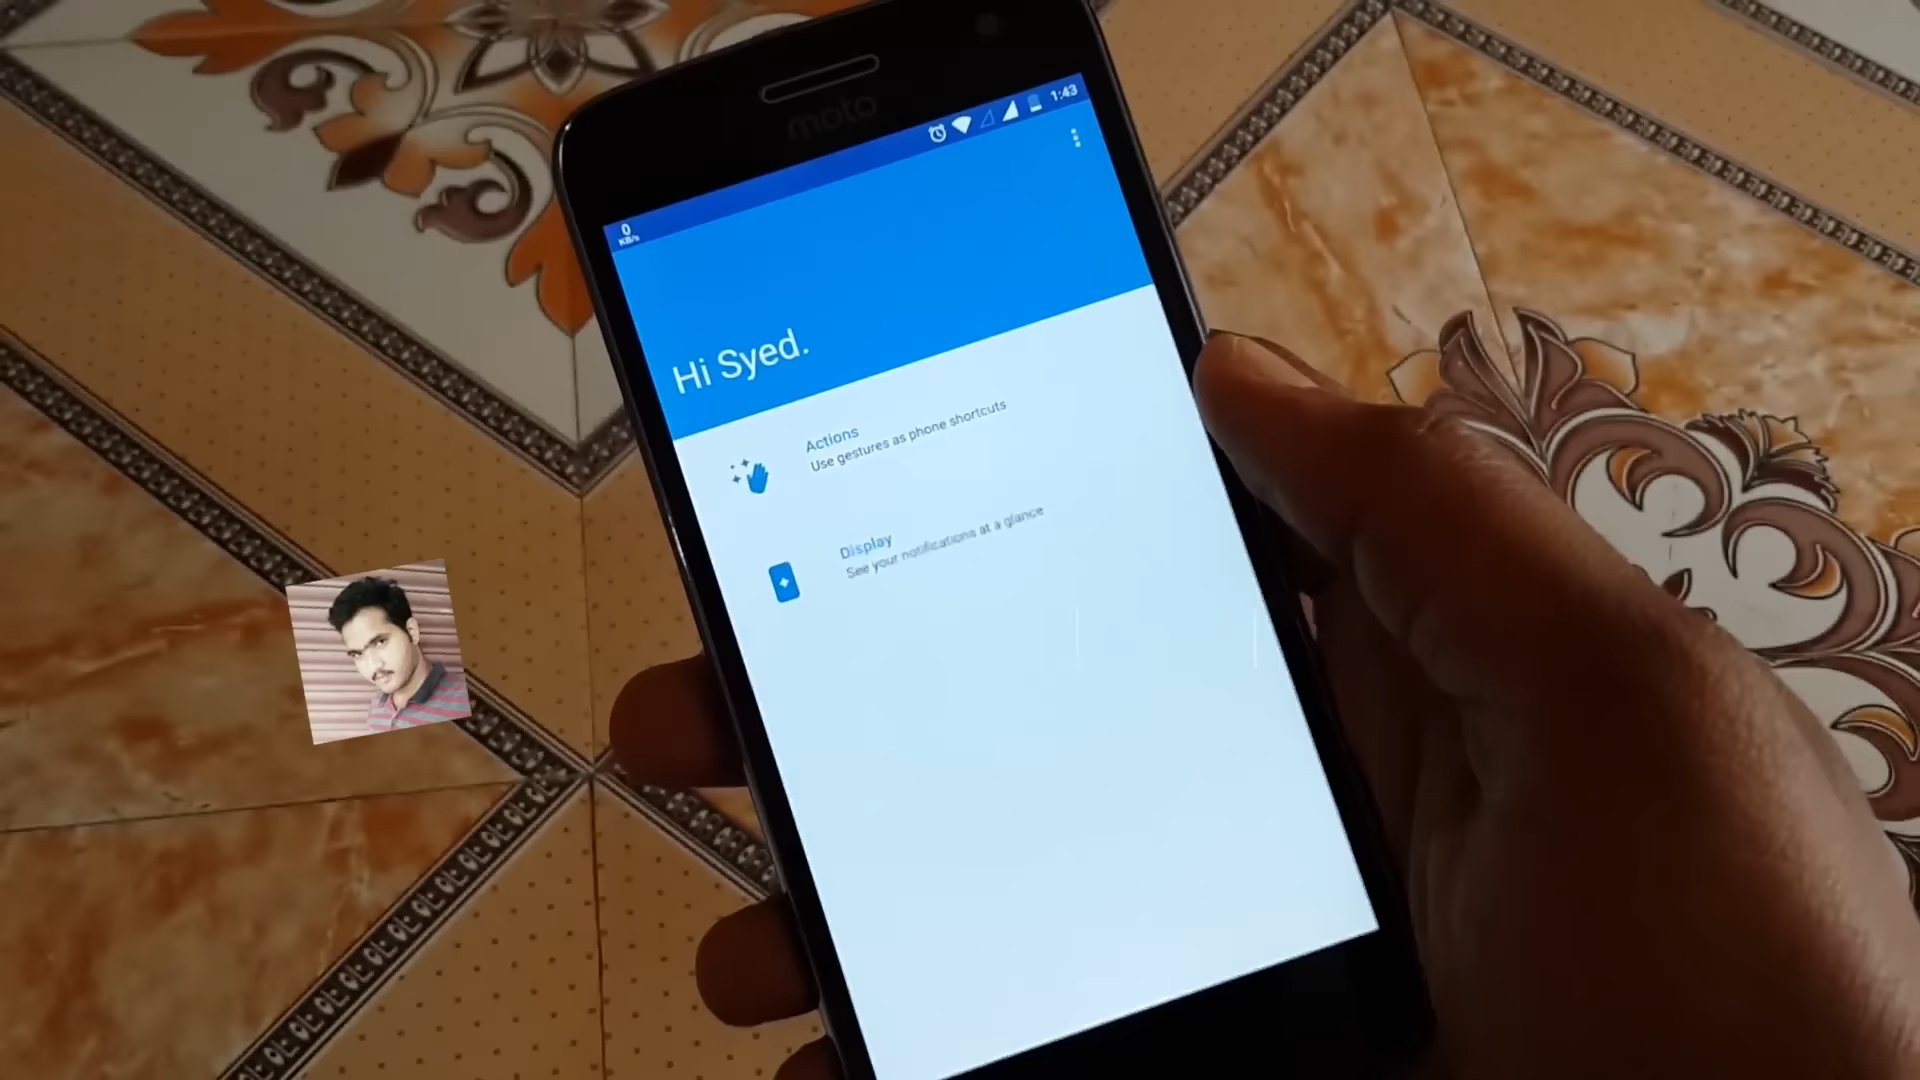 moto
1:43
0
KB/s
Hi Syed.
Actions
Use gestures as phone shortcuts
Display
See your notifications at a glance